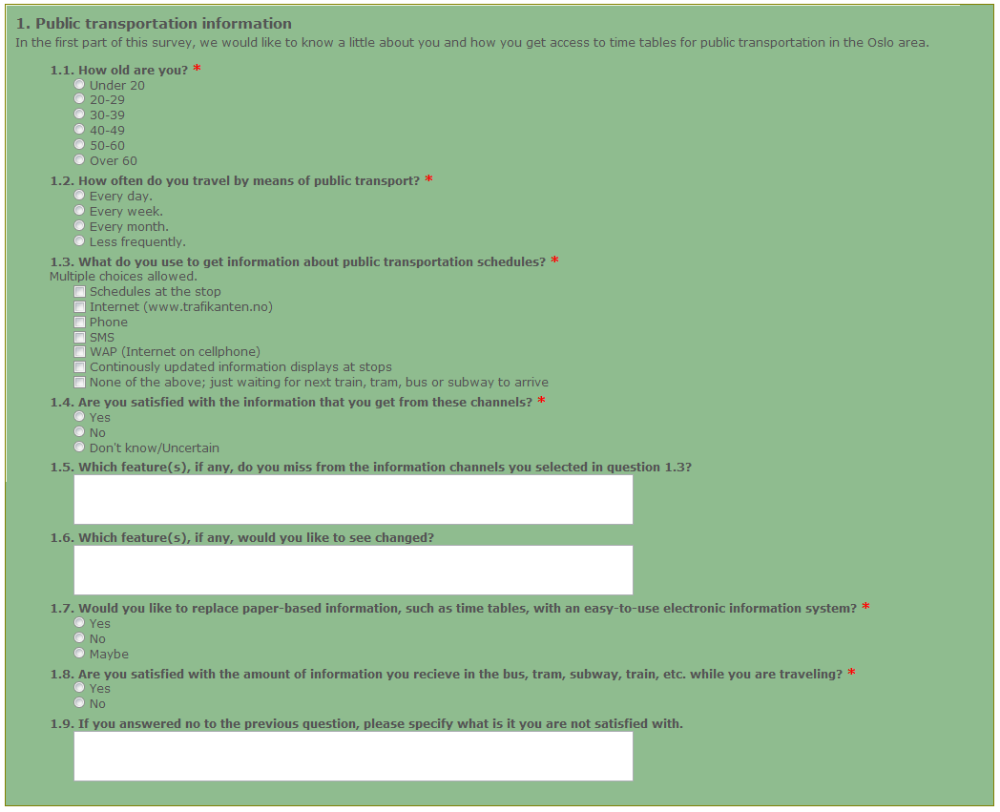 1. Public transportation information
In the first part of this survey, we would like to know a little about you and how you get access to time tables for public transportation in the Oslo area.
1.1. How old are you? *
Under 20
20-29
30-39
40-49
50-60
Over 60
1.2. How often do you travel by means of public transport? *
Every day.
Every week.
Every month.
Less frequently.
1.3. What do you use to get information about public transportation schedules? *
Multiple choices allowed.
Schedules at the stop
Internet (www.trafikanten.no)
Phone
SMS
WAP (Internet on cellphone)
Continously updated information displays at stops
None of the above; just waiting for next train, tram, bus or subway to arrive
1.4. Are you satisfied with the information that you get from these channels? *
Yes
No
Don't know/Uncertain
1.5. Which feature(s), if any, do you miss from the information channels you selected in question 1.3?
1.6. Which feature(s), if any, would you like to see changed?
1.7. Would you like to replace paper-based information, such as time tables, with an easy-to-use electronic information system? *
Yes
No
Maybe
1.8. Are you satisfied with the amount of information you recieve in the bus, tram, subway, train, etc. while you are traveling? *
Yes
No
1.9. If you answered no to the previous question, please specify what is it you are not satisfied with.